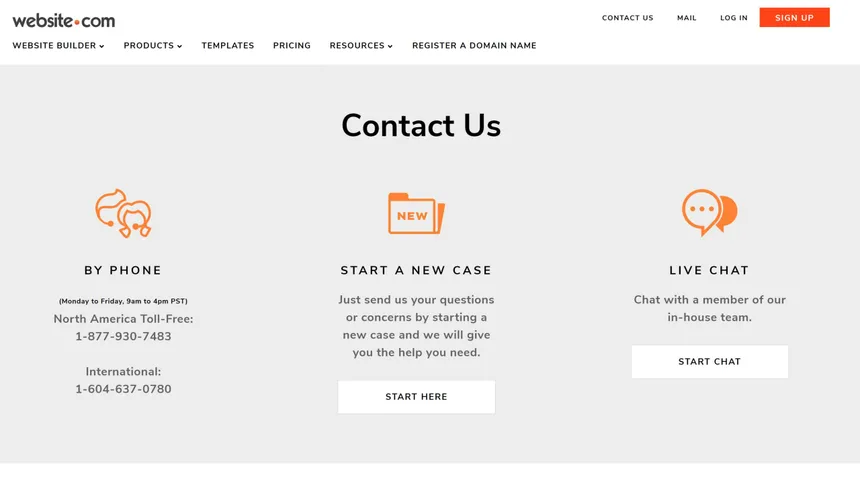 website.com
CONTACT US MAIL LOG IN SIGN UP
WEBSITE BUILDER PRODUCTS TEMPLATES PRICING RESOURCES REGISTER A DOMAIN NAME
Contact Us
BY PHONE
(Monday to Friday, 9am to 4pm PST)
North America Toll-Free:
1-877-930-7483
International:
1-604-637-0780
NEW
START A NEW CASE
Just send us your questions
or concerns by starting a
new case and we will give
you the help you need.
START HERE
LIVE CHAT
Chat with a member of our
in-house team.
START CHAT